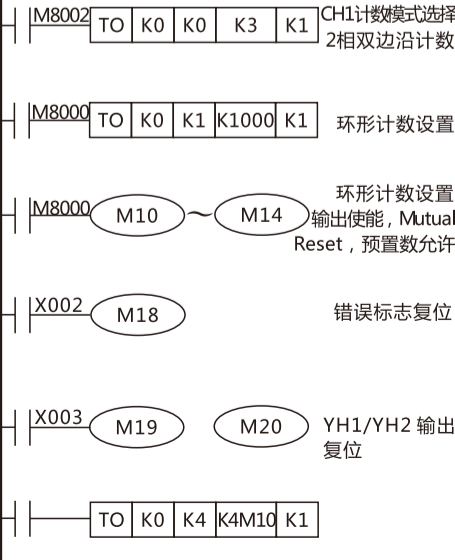 M8002 TO K0 K0 K3 K1 CH1计数模式选择
2相双边沿计数
M8000 TO K0 K1 K1000 K1 环形计数设置
环形计数设置
M8000 M10 ~ M14 输出使能，Mutual
Reset，预置数允许
X002 M18 错误标志复位
X003 M19 M20 YH1/YH2 输出
复位
TO K0 K4 K4M10 K1